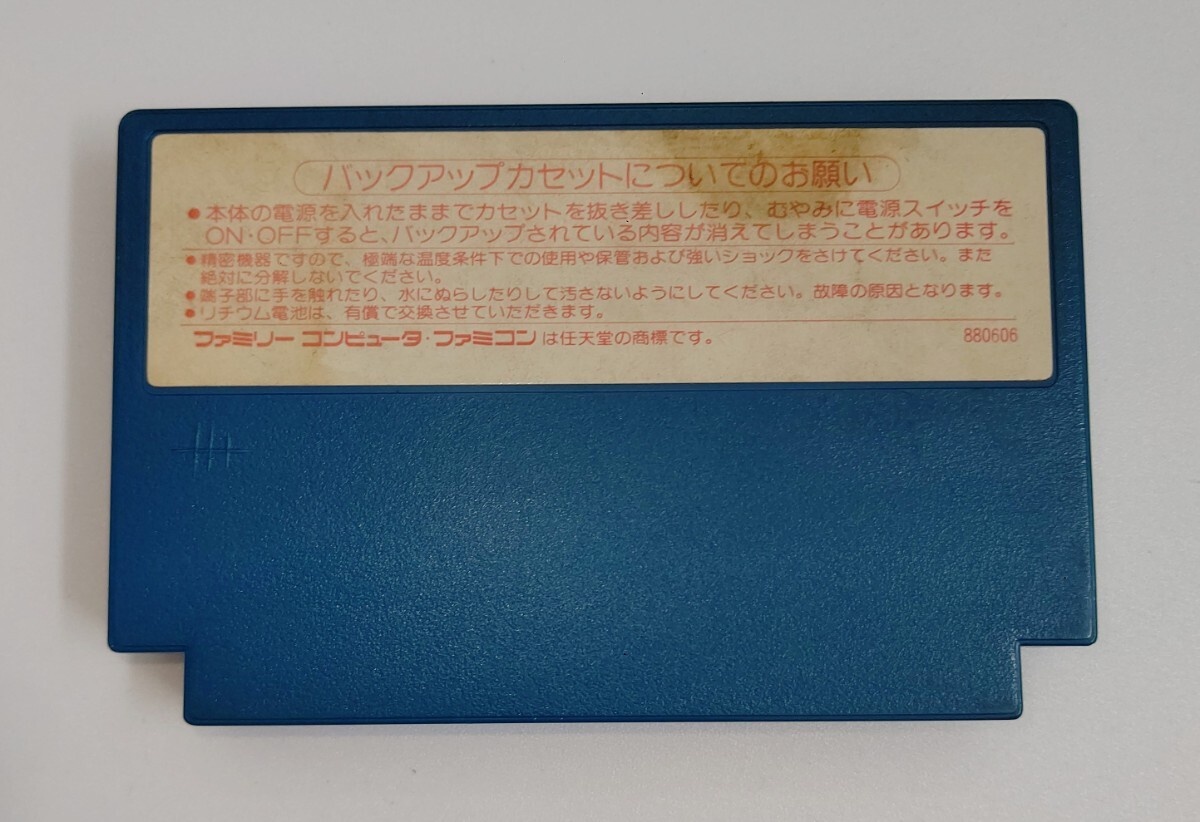 バックアップカセットについてのお願い
●本体の電源を入れたままでカセットを抜き差ししたり、むやみに電源スイッチを
ON・OFFすると、バックアップされている内容が消えてしまうことがあります。
●精密機器ですので、極端な温度条件下での使用や保管および強いショックをさけてください。また
絶対に分解しないでください。
●端子部に手を触れたり、水にぬらしたりして汚さないようにしてください。故障の原因となります。
●リチウム電池は、有償で交換させていただきます。
ファミリーコンピュータ・ファミコンは任天堂の商標です。 880606